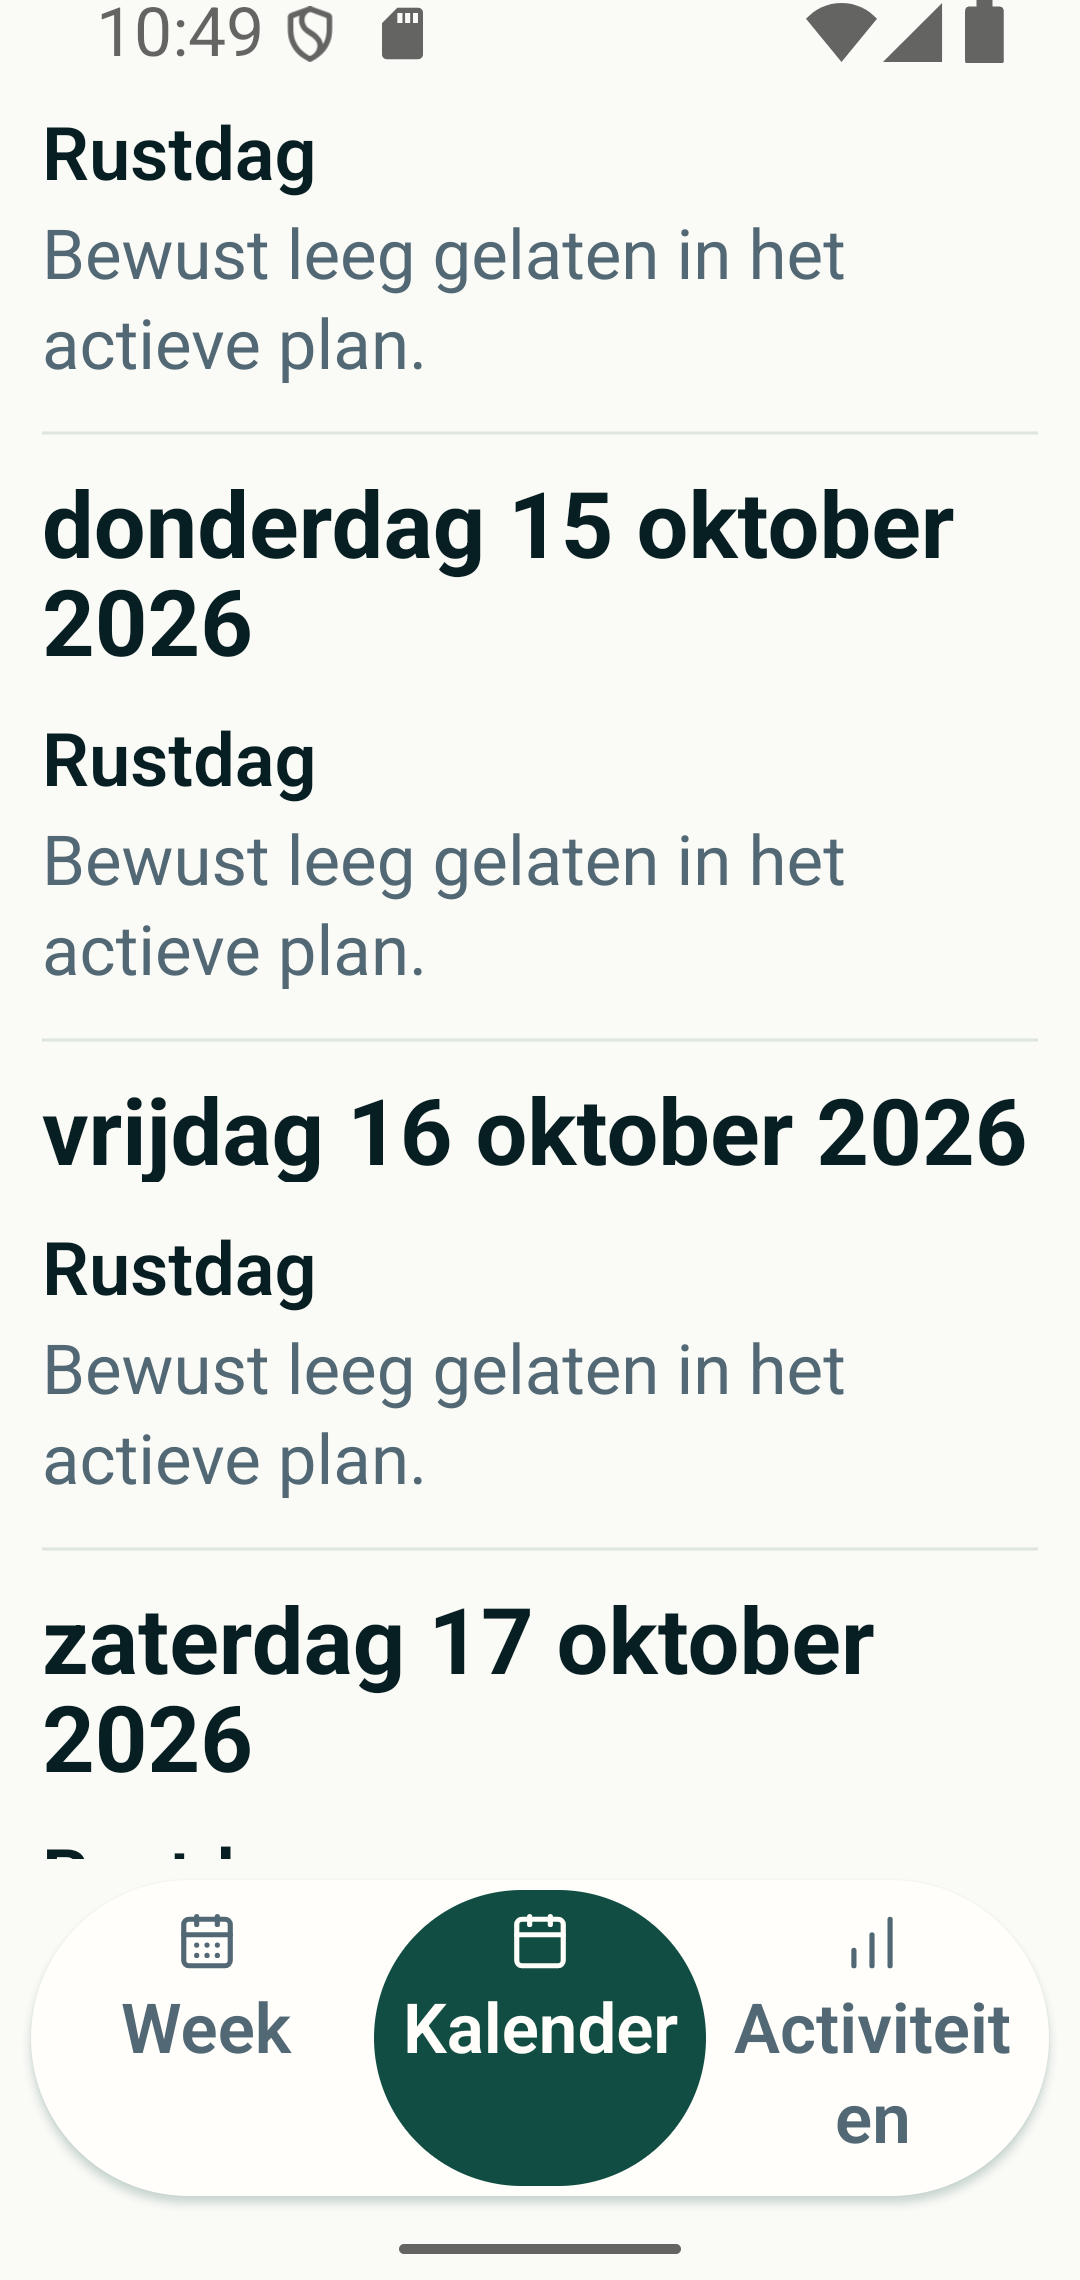 10:49
Rustdag
Bewust leeg gelaten in het
actieve plan.
donderdag 15 oktober
2026
Rustdag
Bewust leeg gelaten in het
actieve plan.
vrijdag 16 oktober 2026
Rustdag
Bewust leeg gelaten in het
actieve plan.
zaterdag 17 oktober
2026
Week
Kalender
Activiteit
en